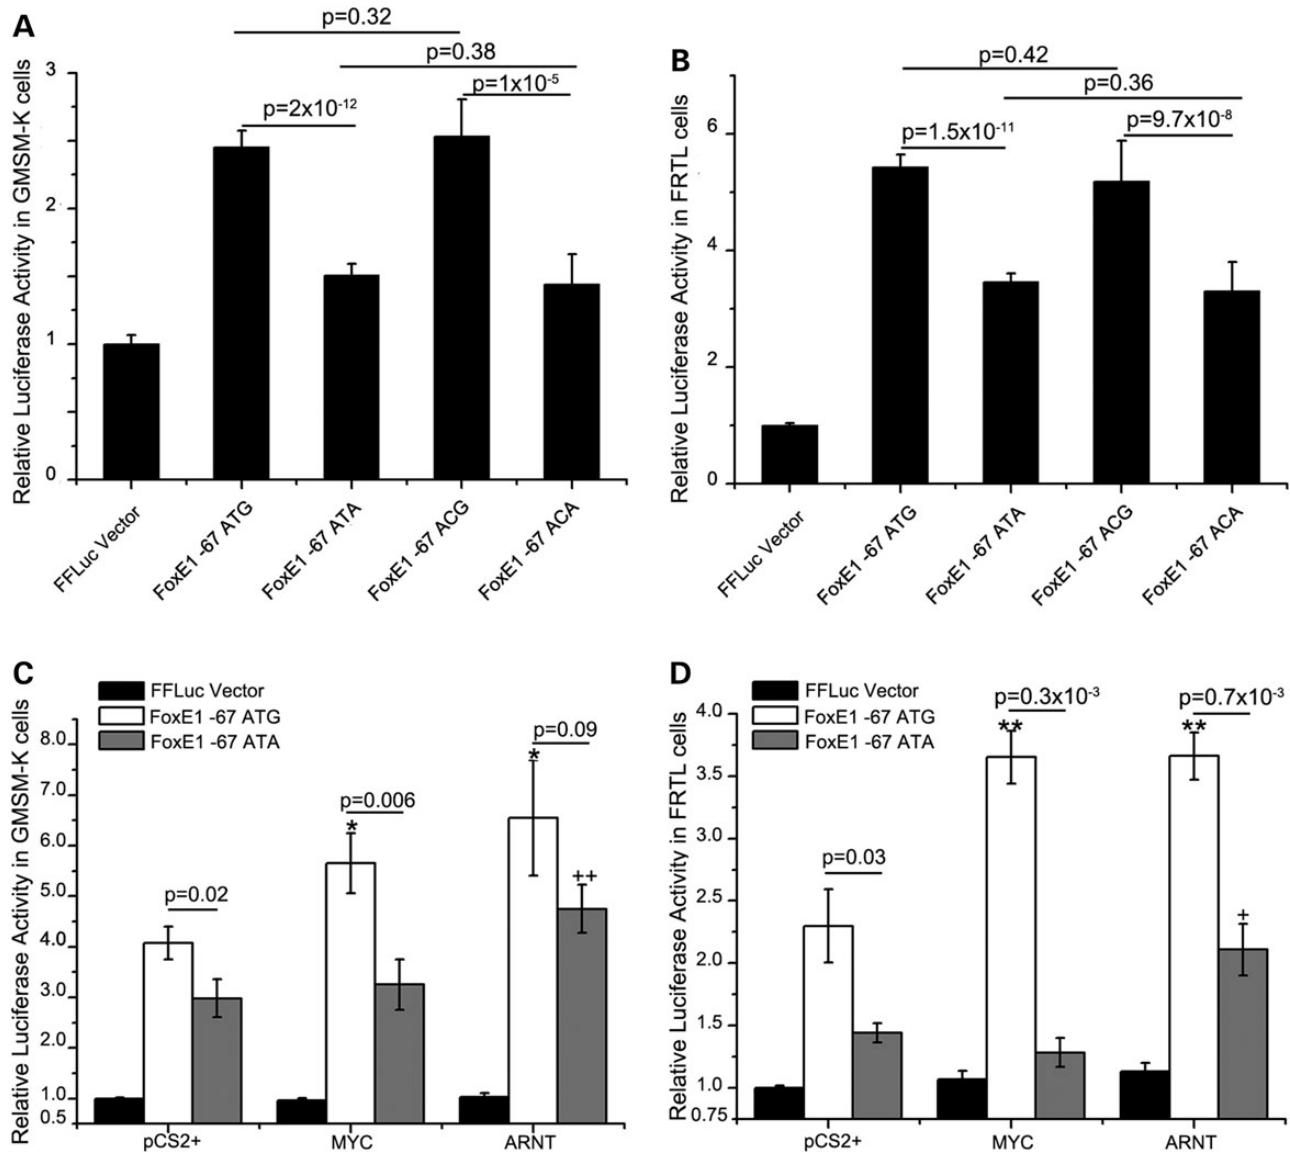 A
p=0.32
p=0.38
p=1x10-5
p=2x10-12
Relative Luciferase Activity in GMSM-K cells
3
2
1
0
FFLuc Vector
FoxE1 -67 ATG
FoxE1 -67 ATA
FoxE1 -67 ACG
FoxE1 -67 ACA
B
p=0.42
p=0.36
p=9.7x10-8
p=1.5x10-11
Relative Luciferase Activity in FRTL cells
6
4
2
0
FFLuc Vector
FoxE1 -67 ATG
FoxE1 -67 ATA
FoxE1 -67 ACG
FoxE1 -67 ACA
C
FFLuc Vector
FoxE1 -67 ATG
FoxE1 -67 ATA
Relative Luciferase Activity in GMSM-K cells
8.0
7.0
6.0
5.0
4.0
3.0
2.0
1.0
0.5
p=0.02
p=0.006
*
p=0.09
*
++
pCS2+
MYC
ARNT
D
FFLuc Vector
FoxE1 -67 ATG
FoxE1 -67 ATA
Relative Luciferase Activity in FRTL cells
4.0
3.5
3.0
2.5
2.0
1.5
1.0
0.75
p=0.03
p=0.3x10-3
**
p=0.7x10-3
**
+
pCS2+
MYC
ARNT